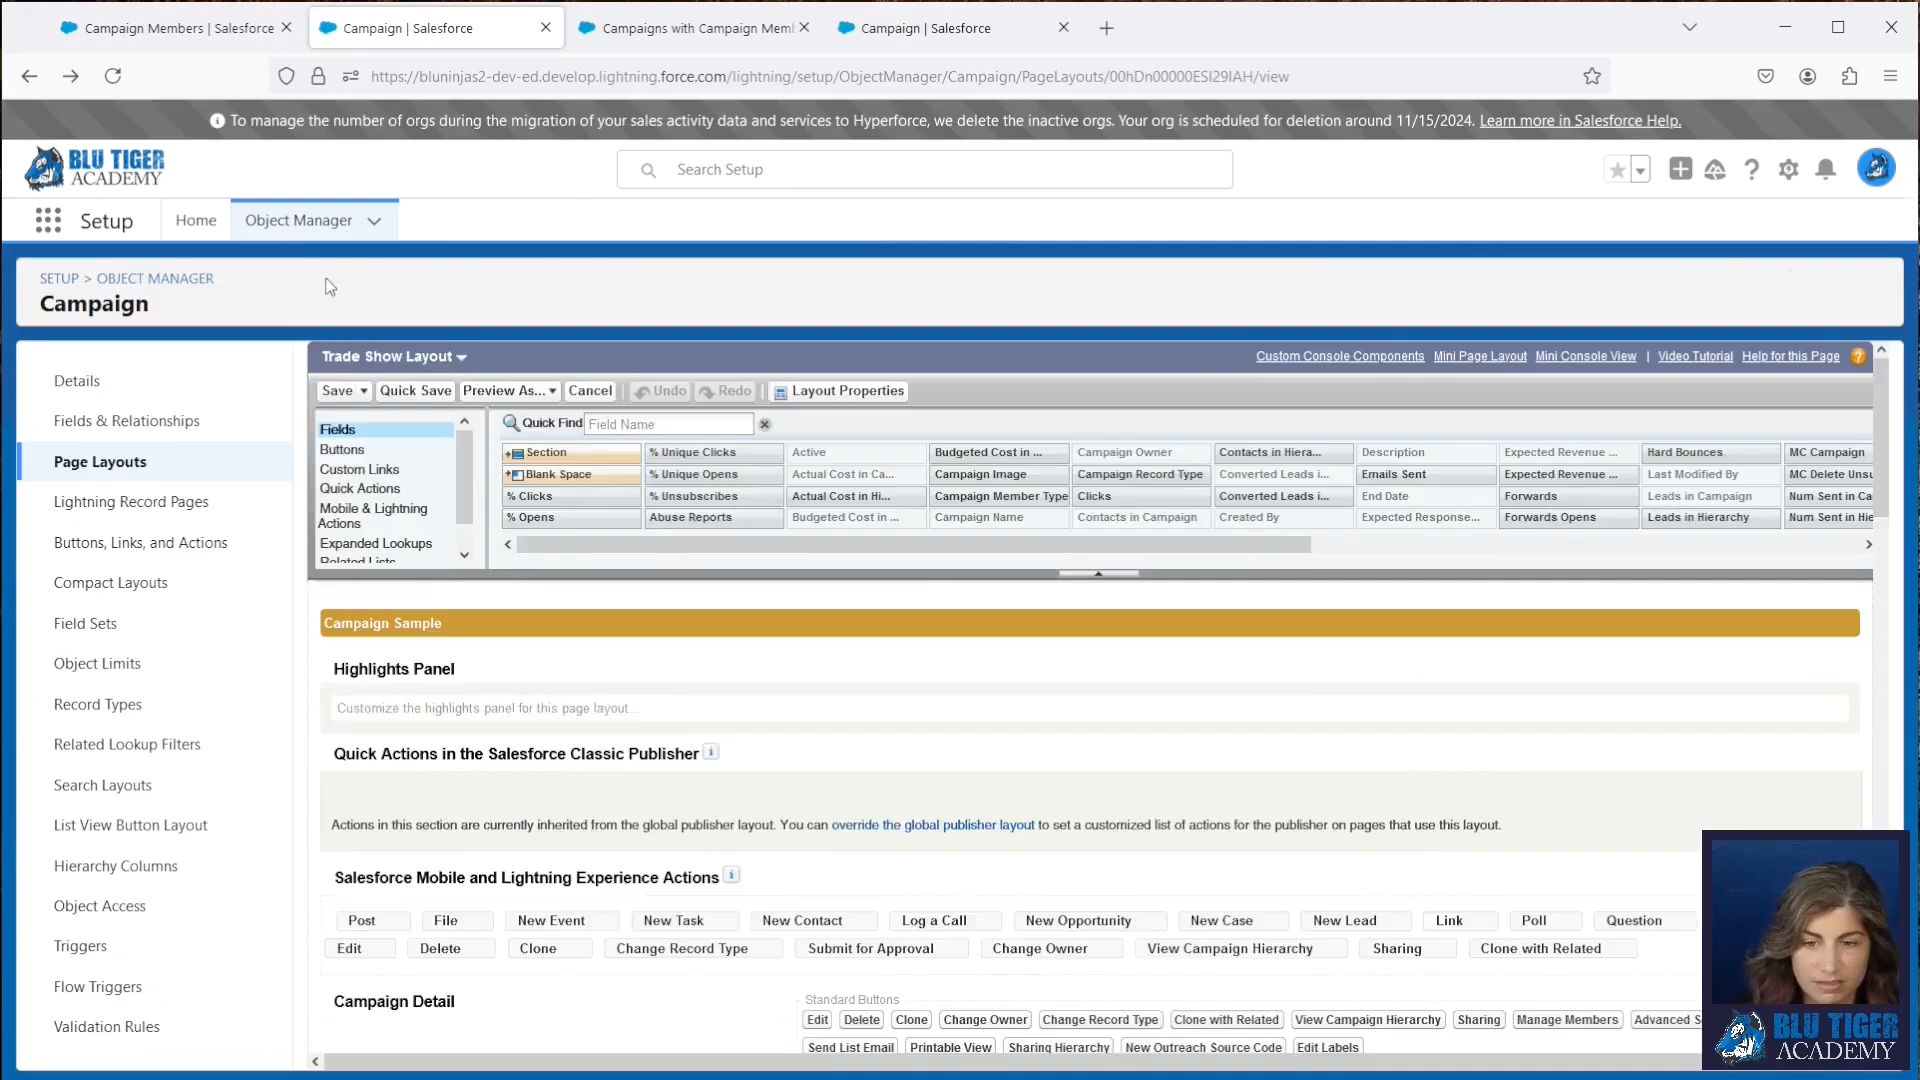 Campaign Members | Salesforce
Campaign | Salesforce
Campaigns with Campaign Memb
Campaign | Salesforce
https://bluninjas2-dev-ed.develop.lightning.force.com/lightning/setup/ObjectManager/Campaign/PageLayouts/00hDn00000ESI29IAH/view
To manage the number of orgs during the migration of your sales activity data and services to Hyperforce, we delete the inactive orgs. Your org is scheduled for deletion around 11/15/2024. Learn more in Salesforce Help.
BLU TIGER
ACADEMY
Search Setup
Setup Home Object Manager
SETUP > OBJECT MANAGER
Campaign
Details
Fields & Relationships
Page Layouts
Lightning Record Pages
Buttons, Links, and Actions
Compact Layouts
Field Sets
Object Limits
Record Types
Related Lookup Filters
Search Layouts
List View Button Layout
Hierarchy Columns
Object Access
Triggers
Flow Triggers
Validation Rules
Trade Show Layout Custom Console Components Mini Page Layout Mini Console View | Video Tutorial Help for this Page
Save Quick Save Preview As... Cancel Undo Redo Layout Properties
Fields
Buttons
Custom Links
Quick Actions
Mobile & Lightning
Actions
Expanded Lookups
Related Lists
Quick Find Field Name
Section % Unique Clicks Active Budgeted Cost in ... Campaign Owner Contacts in Hiera... Description Expected Revenue ... Hard Bounces MC Campaign
Blank Space % Unique Opens Actual Cost in Ca... Campaign Image Campaign Record Type Converted Leads i... Emails Sent Expected Revenue ... Last Modified By MC Delete Unsu
% Clicks % Unsubscribes Actual Cost in Hi... Campaign Member Type Clicks Converted Leads i... End Date Forwards Leads in Campaign Num Sent in Ca
% Opens Abuse Reports Budgeted Cost in ... Campaign Name Contacts in Campaign Created By Expected Response... Forwards Opens Leads in Hierarchy Num Sent in Hie
Campaign Sample
Highlights Panel
Customize the highlights panel for this page layout...
Quick Actions in the Salesforce Classic Publisher
Actions in this section are currently inherited from the global publisher layout. You can override the global publisher layout to set a customized list of actions for the publisher on pages that use this layout.
Salesforce Mobile and Lightning Experience Actions
Post File New Event New Task New Contact Log a Call New Opportunity New Case New Lead Link Poll Question
Edit Delete Clone Change Record Type Submit for Approval Change Owner View Campaign Hierarchy Sharing Clone with Related
Campaign Detail
Standard Buttons
Edit Delete Clone Change Owner Change Record Type Clone with Related View Campaign Hierarchy Sharing Manage Members Advanced S
Send List Email Printable View Sharing Hierarchy New Outreach Source Code Edit Labels
BLU TIGER
ACADEMY